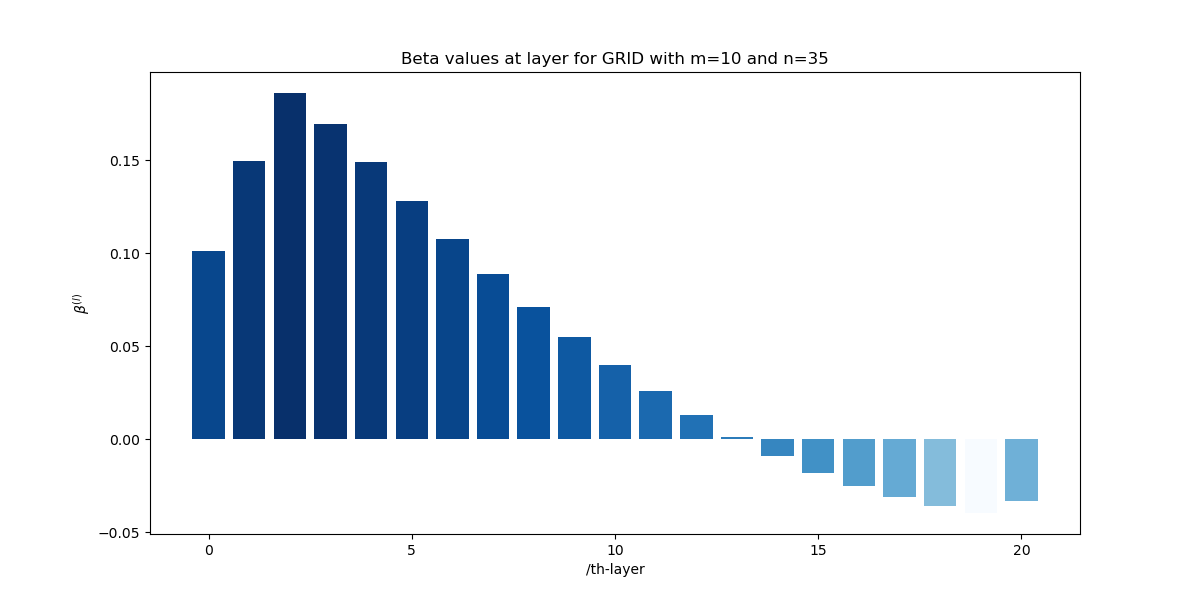 Beta values at layer for GRID with m=10 and n=35
0.15
0.10
0.05
0.00
−0.05
β^(l)
0 5 10 15 20
/th-layer